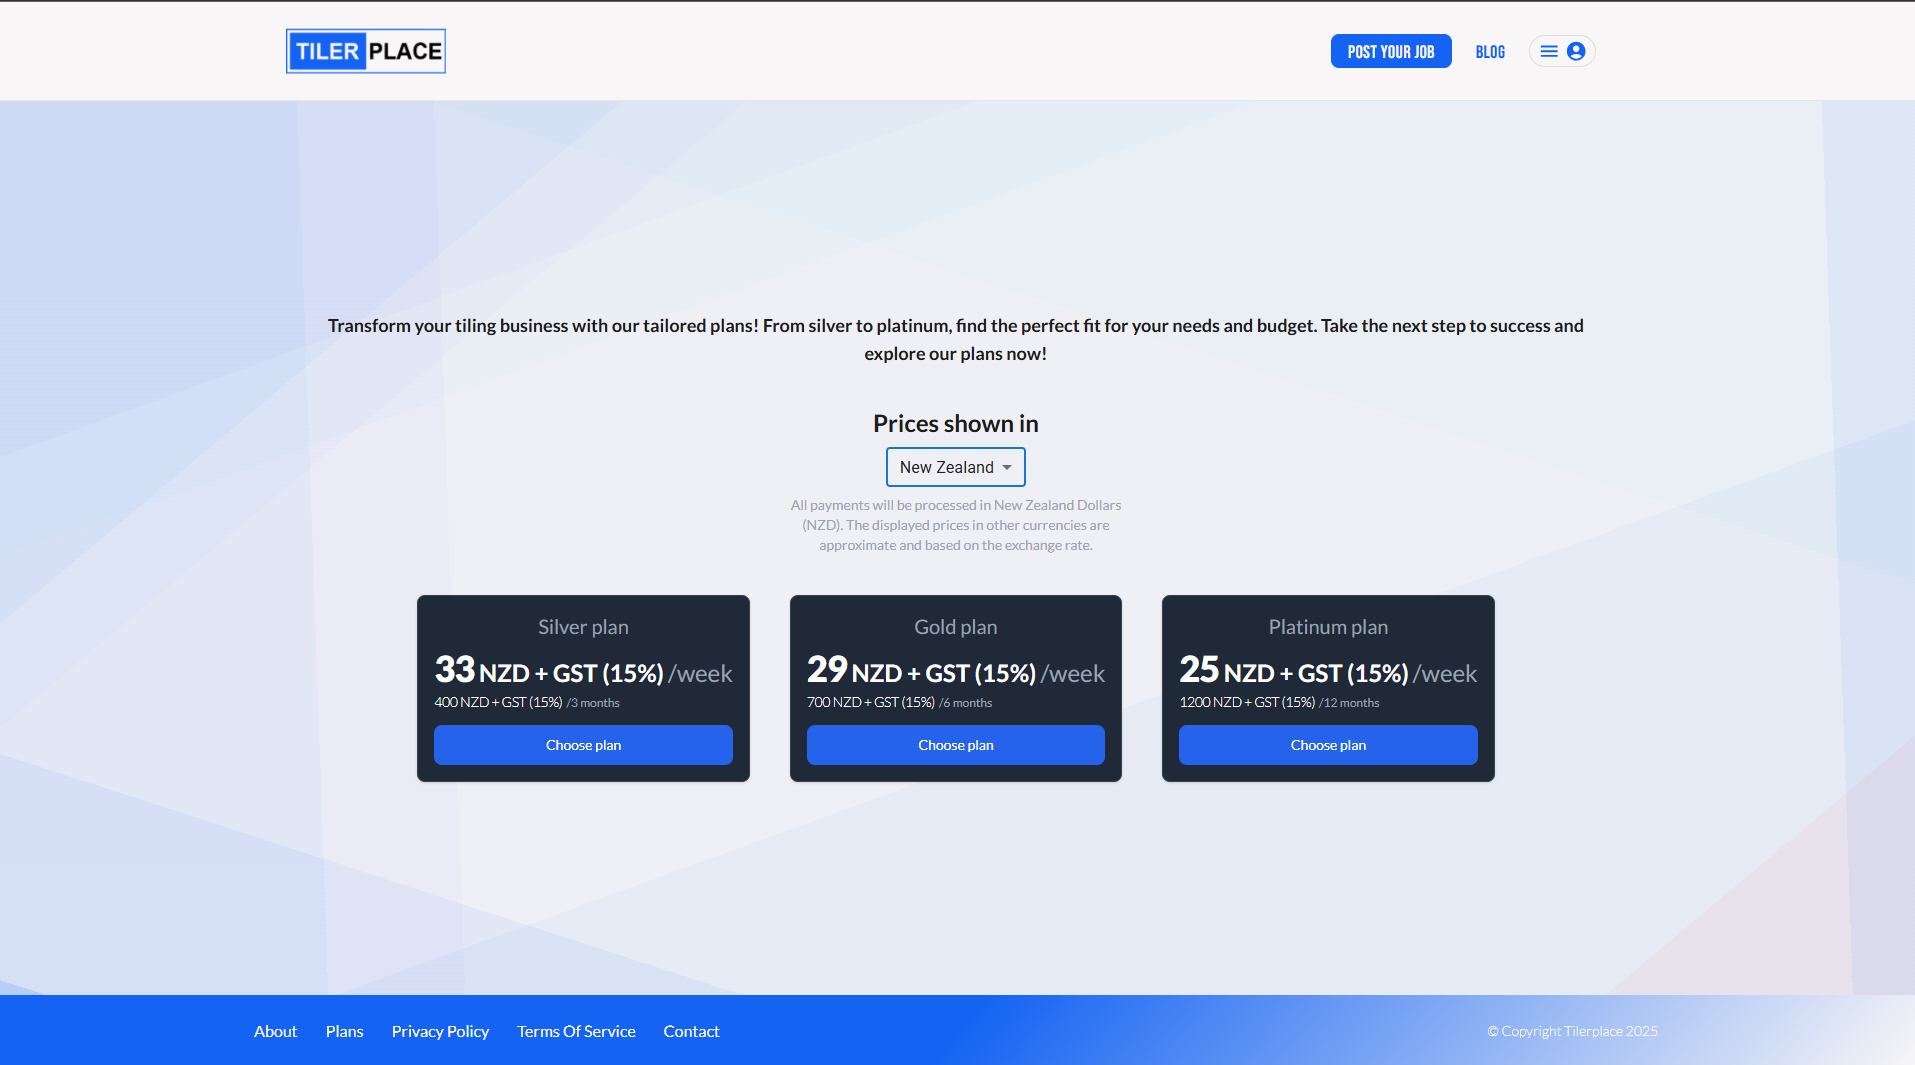 TILER PLACE
POST YOUR JOB
BLOG
Transform your tiling business with our tailored plans! From silver to platinum, find the perfect fit for your needs and budget. Take the next step to success and
explore our plans now!
Prices shown in
New Zealand
All payments will be processed in New Zealand Dollars
(NZD). The displayed prices in other currencies are
approximate and based on the exchange rate.
Silver plan
33 NZD + GST (15%) /week
400 NZD + GST (15%) /3 months
Choose plan
Gold plan
29 NZD + GST (15%) /week
700 NZD + GST (15%) /6 months
Choose plan
Platinum plan
25 NZD + GST (15%) /week
1200 NZD + GST (15%) /12 months
Choose plan
About
Plans
Privacy Policy
Terms Of Service
Contact
© Copyright Tilerplace 2025